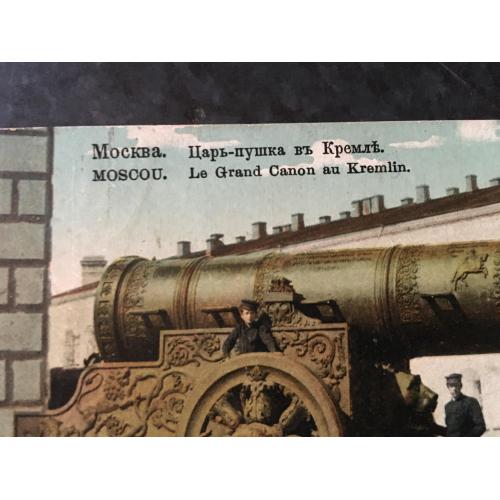 Москва. Царь-пушка въ Кремлѣ.
MOSCOU. Le Grand Canon au Kremlin.